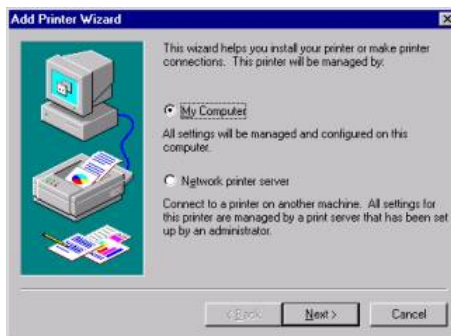 Add Printer Wizard
This wizard helps you install your printer or make printer
connections. This printer will be managed by:
My Computer
All settings will be managed and configured on this
computer.
Network printer server
Connect to a printer on another machine. All settings for
this printer are managed by a print server that has been set
up by an administrator.
< Back Next > Cancel